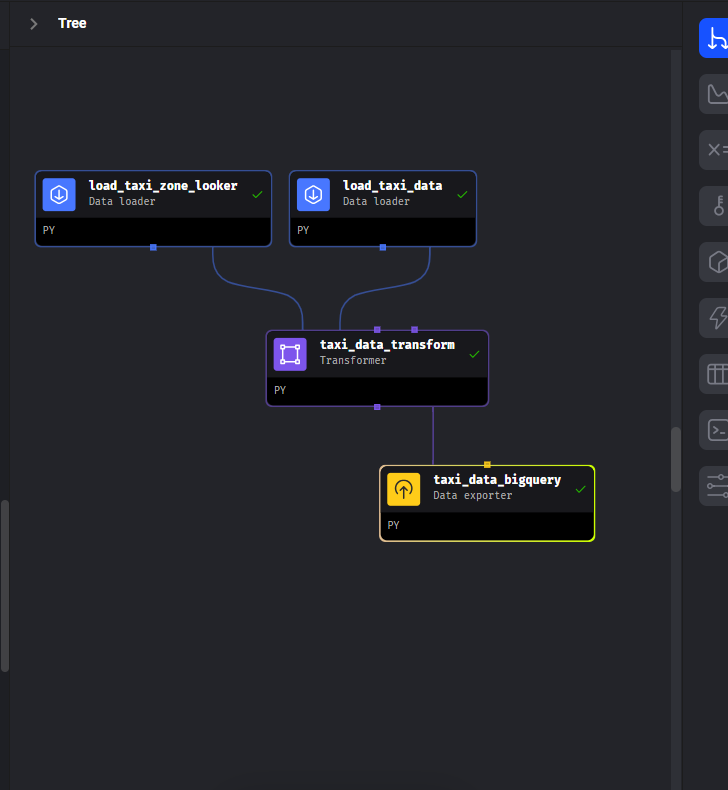 Tree
load_taxi_zone_looker
Data loader
PY
load_taxi_data
Data loader
PY
taxi_data_transform
Transformer
PY
taxi_data_bigquery
Data exporter
PY